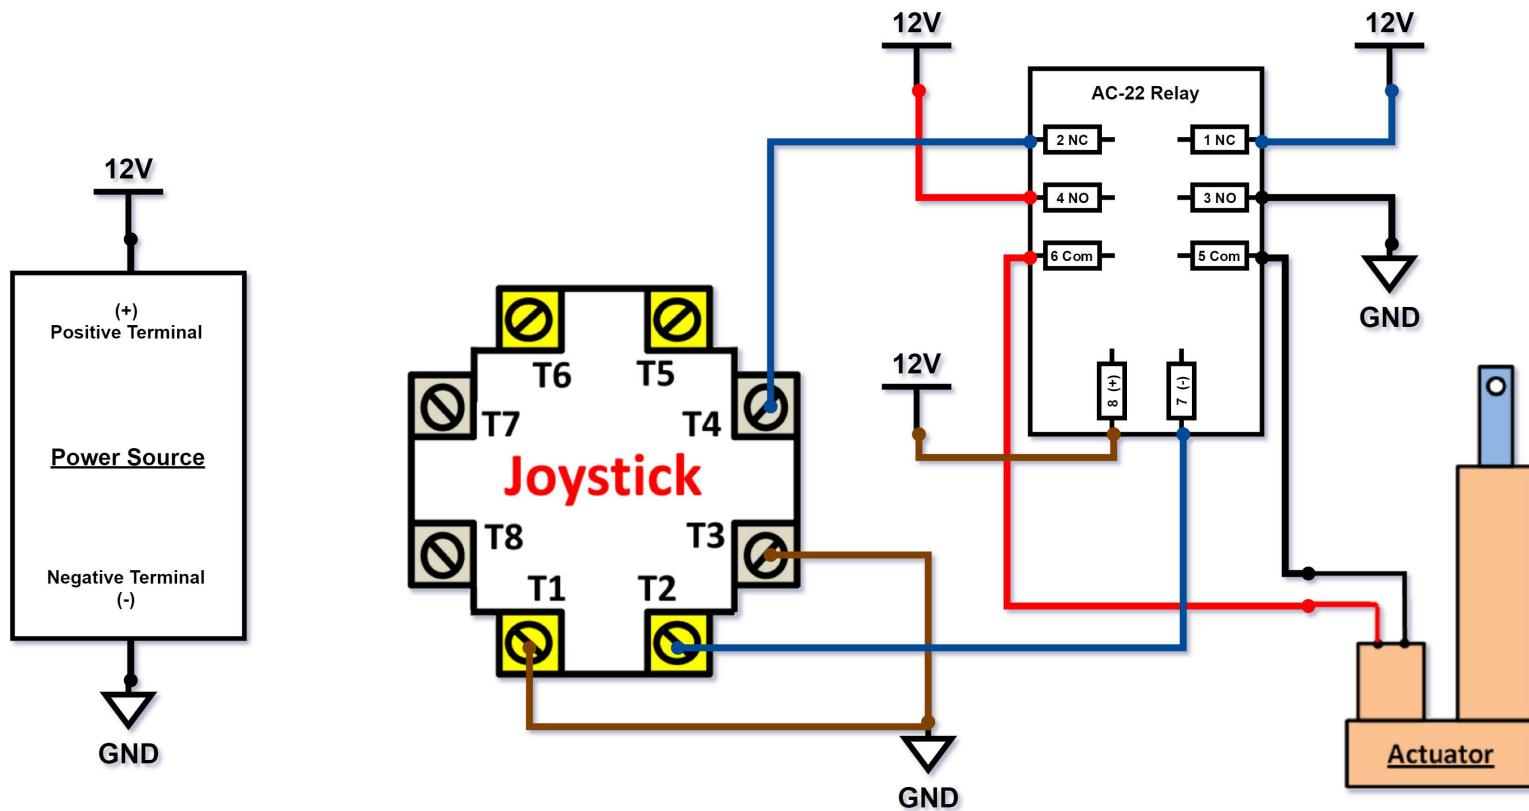 12V
(+)
Positive Terminal
Power Source
Negative Terminal
(-)
GND
T6
T5
T7
T4
Joystick
T8
T3
T1
T2
GND
12V
12V
AC-22 Relay
2 NC
1 NC
4 NO
3 NO
6 Com
5 Com
8 (+)
7 (-)
12V
GND
Actuator